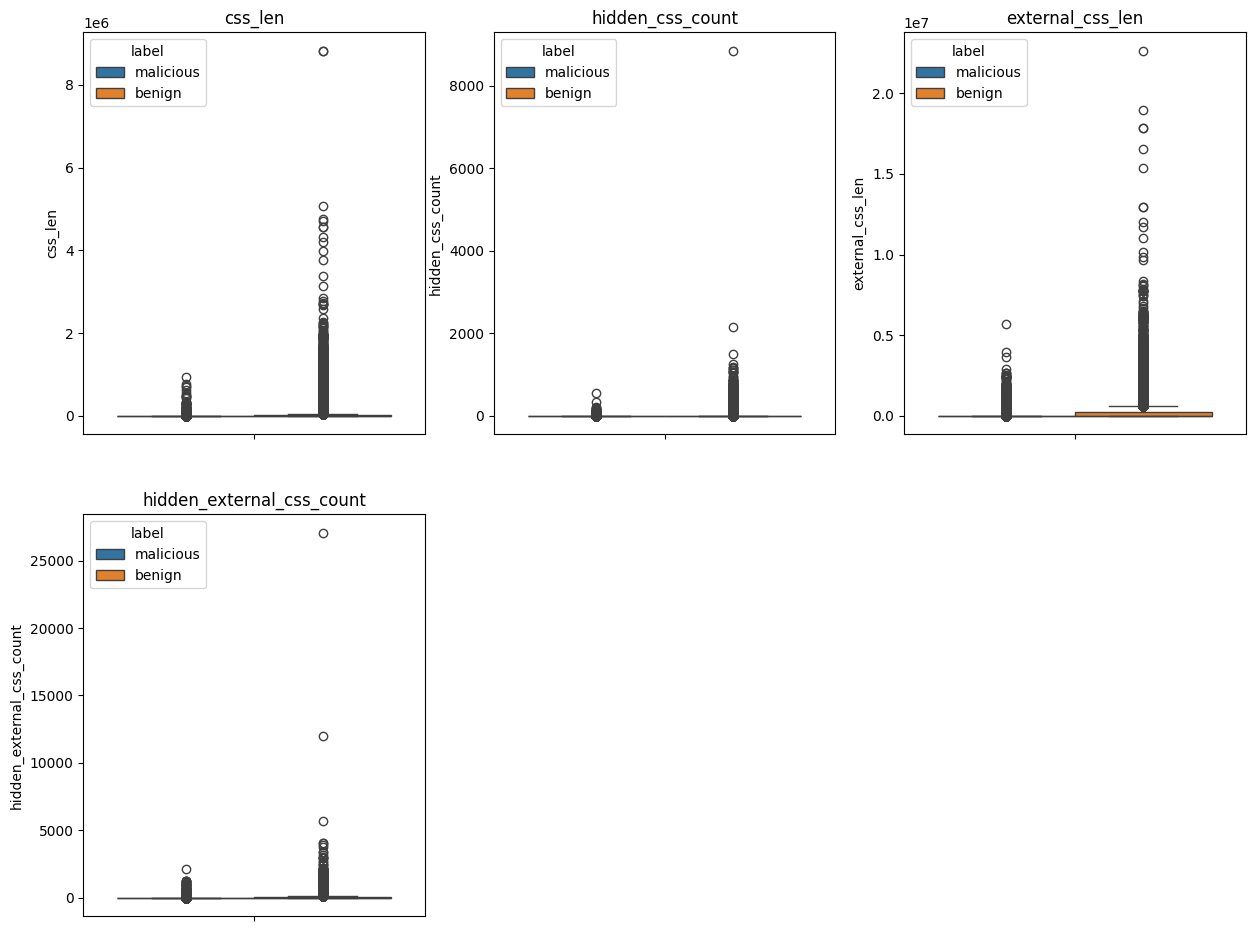 css_len
1e6
label
malicious
benign
8
6
4
2
0
css_len
hidden_css_count
label
malicious
benign
8000
6000
4000
2000
0
hidden_css_count
external_css_len
1e7
label
malicious
benign
2.0
1.5
1.0
0.5
0.0
external_css_len
hidden_external_css_count
label
malicious
benign
25000
20000
15000
10000
5000
0
hidden_external_css_count